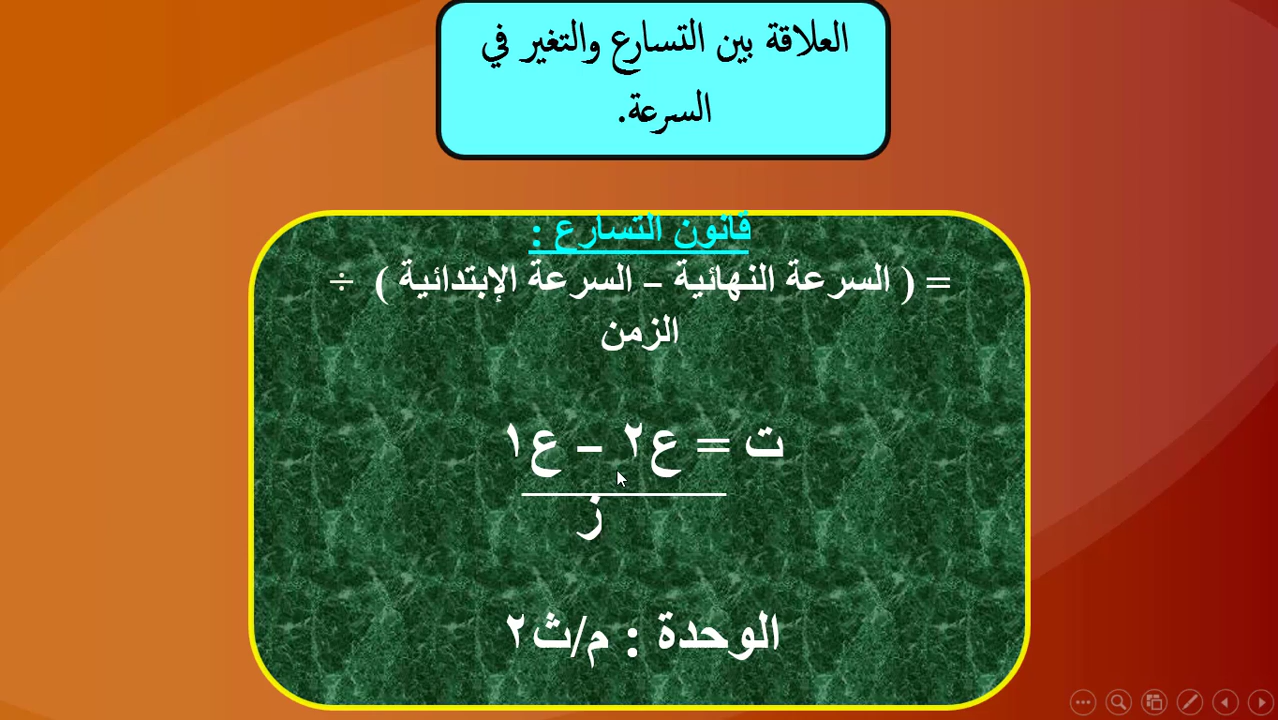 العلاقة بين التسارع والتغير في
السرعة.
قانون التسارع :
= ( السرعة النهائية – السرعة الإبتدائية ) ÷
الزمن
ت = ع٢ – ع١
ز
الوحدة : م/ث٢